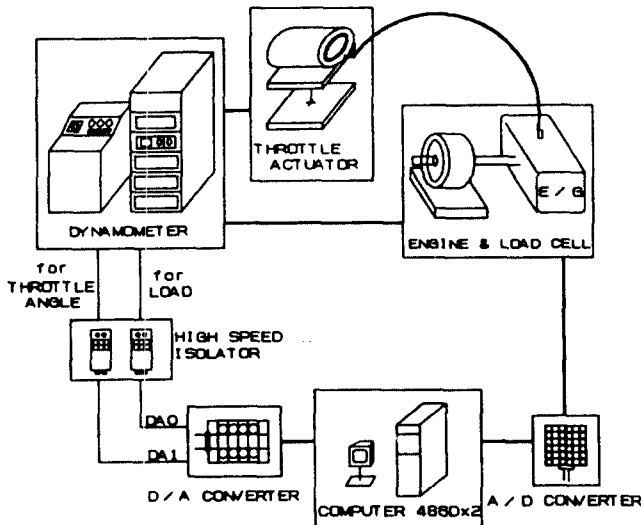 THROTTLE
ACTUATOR
E / G
DYNAMOMETER
ENGINE & LOAD CELL
for
THROTTLE
ANGLE
for
LOAD
HIGH SPEED
ISOLATOR
DA0
DA1
D/A CONVERTER
COMPUTER 486Dx2
A/D CONVERTER